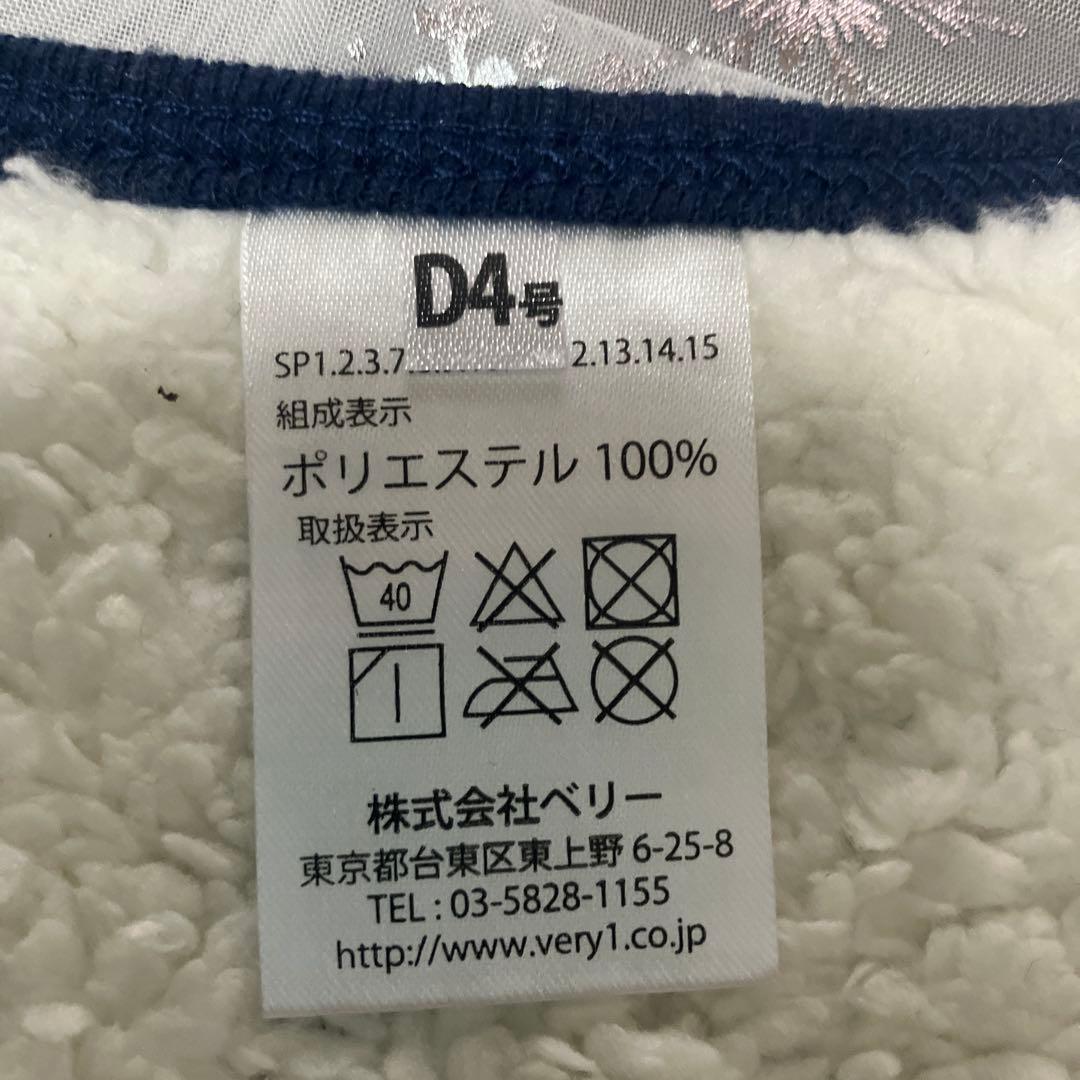 D4号
SP1.2.3.7 2.13.14.15
組成表示
ポリエステル 100%
取扱表示
40
株式会社ベリー
東京都台東区東上野 6-25-8
TEL : 03-5828-1155
http://www.very1.co.jp